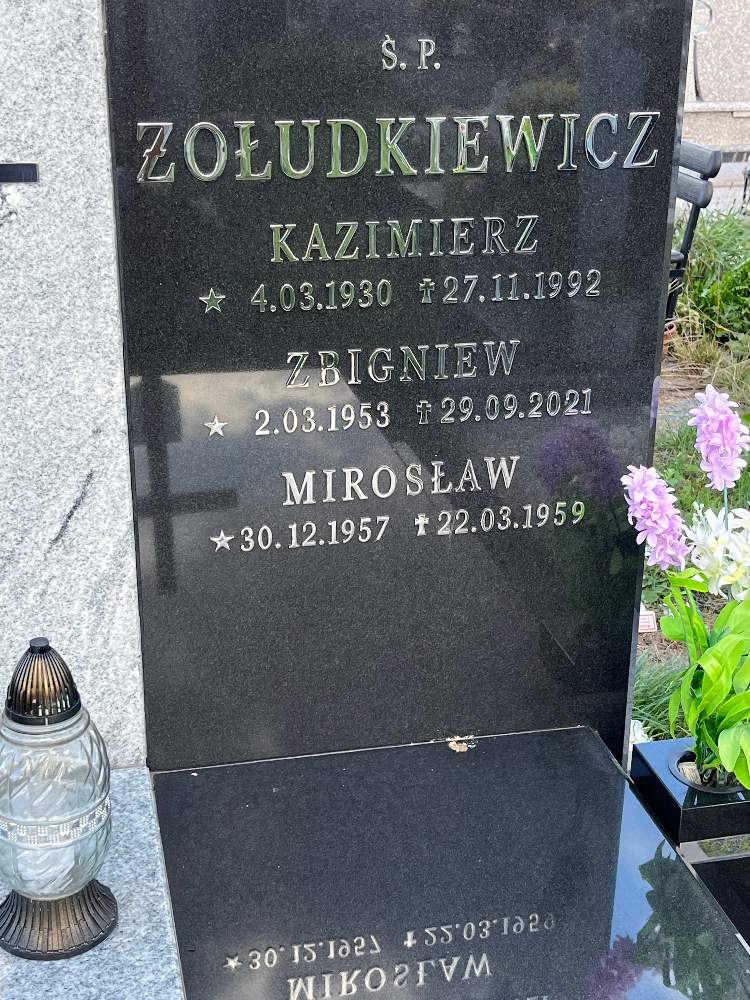 Ś. P.
ŻOŁUDKIEWICZ
KAZIMIERZ
★ 4.03.1930 ✝27.11.1992
ZBIGNIEW
★ 2.03.1953 ✝29.09.2021
MIROSŁAW
★30.12.1957 ✝22.03.1959